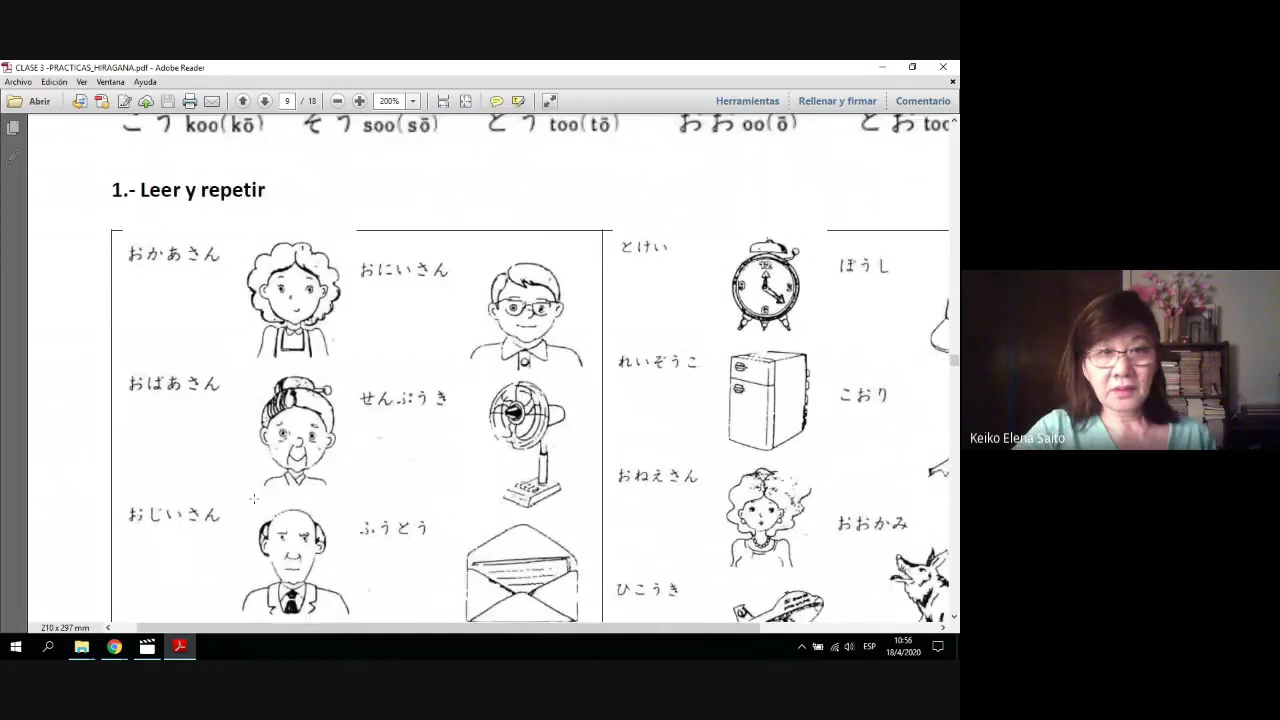 CLASE 3 -PRACTICAS_HIRAGANA.pdf - Adobe Reader
Archivo Edición Ver Ventana Ayuda
Abrir 9 / 18 200% Herramientas Rellenar y firmar Comentario
こう koo(kō) そう soo(sō) とう too(tō) おお oo(ō) とお too
1.- Leer y repetir
おかあさん
おにいさん
おばあさん
せんぷうき
おじいさん
ふうとう
とけい
ぼうし
れいぞうこ
こおり
おねえさん
おおかみ
ひこうき
Keiko Elena Saito
210 x 297 mm
ESP
10:56
18/4/2020